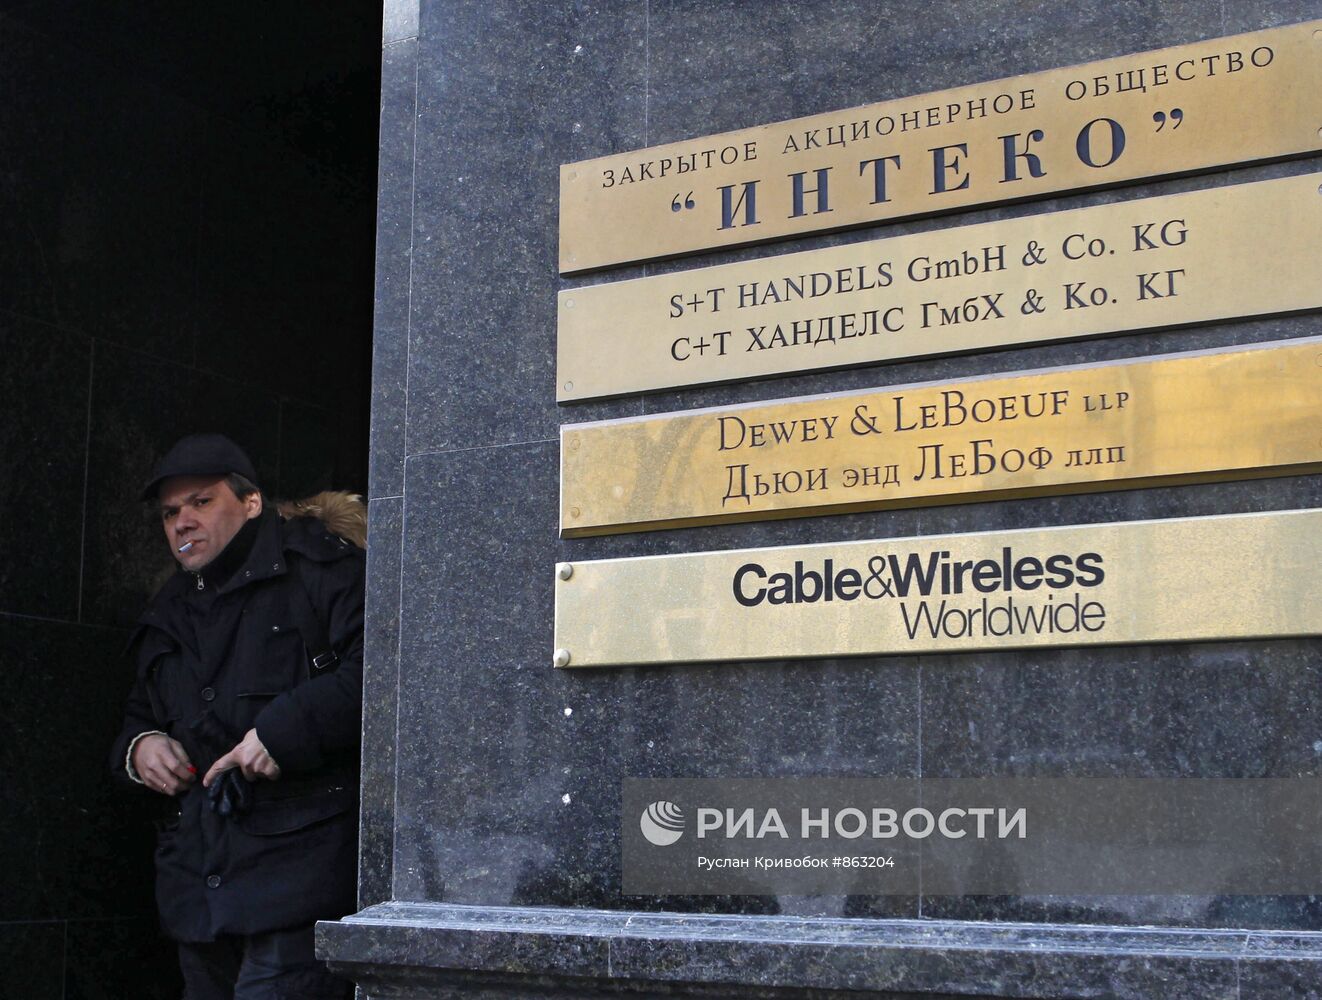 ЗАКРЫТОЕ АКЦИОНЕРНОЕ ОБЩЕСТВО
“ИНТЕКО”
S+T HANDELS GmbH & Co. KG
С+Т ХАНДЕЛС ГмбХ & Ко. КГ
DEWEY & LEBOEUF LLP
ДЬЮИ ЭНД ЛЕБОФ ЛЛП
Cable&Wireless
Worldwide
РИА НОВОСТИ
Руслан Кривобок #863204